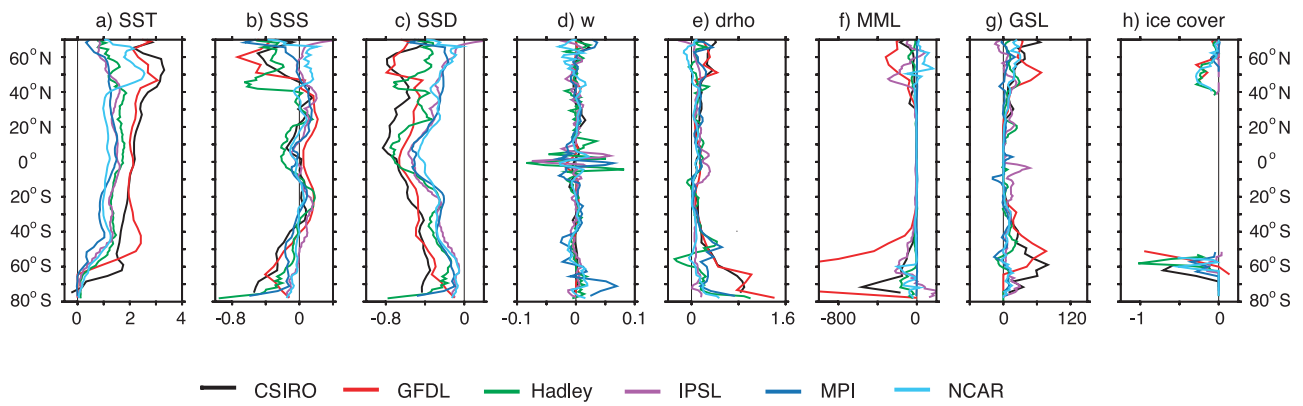 a) SST b) SSS c) SSD d) w e) drho f) MML g) GSL h) ice cover
60° N 60° N
40° N 40° N
20° N 20° N
0° 0°
20° S 20° S
40° S 40° S
60° S 60° S
80° S 80° S
0 2 4 -0.8 0 -0.8 0 -0.1 0 0.1 0 1.6 -800 0 0 120 -1 0
CSIRO GFDL Hadley IPSL MPI NCAR